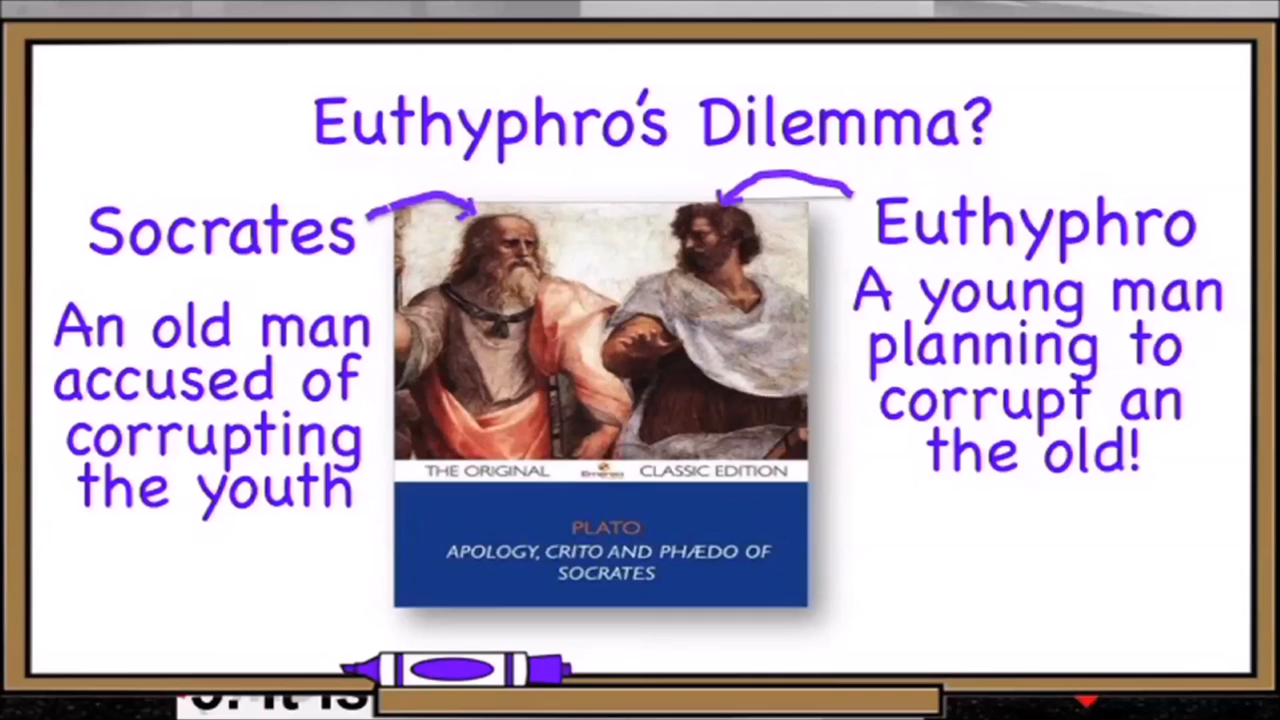 Euthyphro's Dilemma?
Socrates
An old man
accused of
corrupting
the youth
Euthyphro
A young man
planning to
corrupt an
the old!
THE ORIGINAL
CLASSIC EDITION
PLATO
APOLOGY, CRITO AND PHÆDO OF
SOCRATES